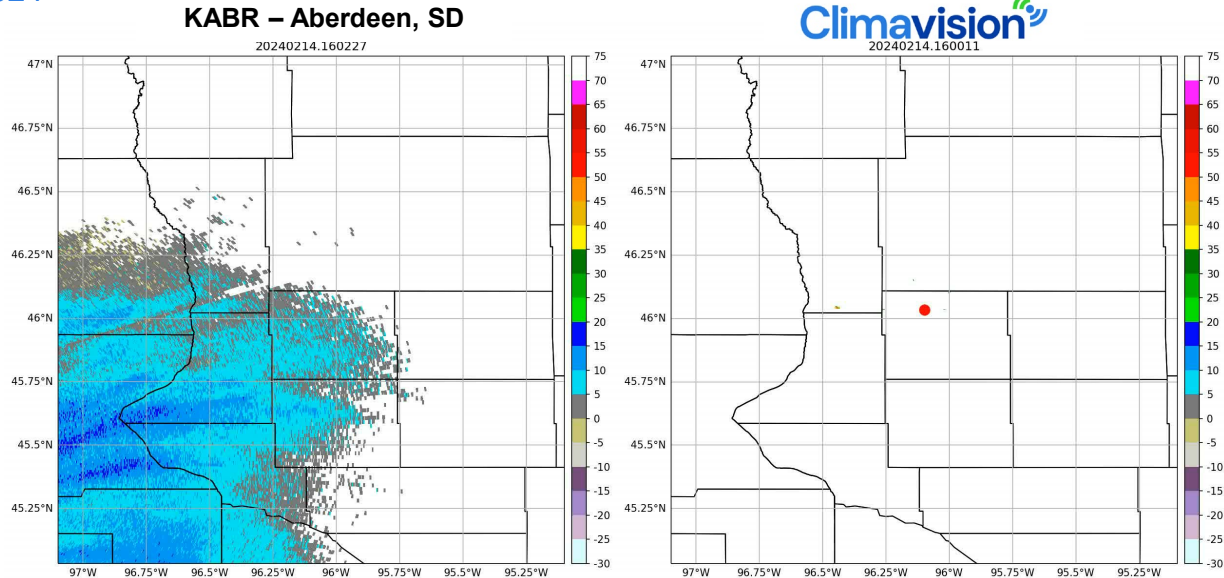 KABR – Aberdeen, SD
20240214.160227
47°N
46.75°N
46.5°N
46.25°N
46°N
45.75°N
45.5°N
45.25°N
97°W 96.75°W 96.5°W 96.25°W 96°W 95.75°W 95.5°W 95.25°W
75
70
65
60
55
50
45
40
35
30
25
20
15
10
5
0
-5
-10
-15
-20
-25
-30
Climavision
20240214.160011
47°N
46.75°N
46.5°N
46.25°N
46°N
45.75°N
45.5°N
45.25°N
97°W 96.75°W 96.5°W 96.25°W 96°W 95.75°W 95.5°W 95.25°W
75
70
65
60
55
50
45
40
35
30
25
20
15
10
5
0
-5
-10
-15
-20
-25
-30